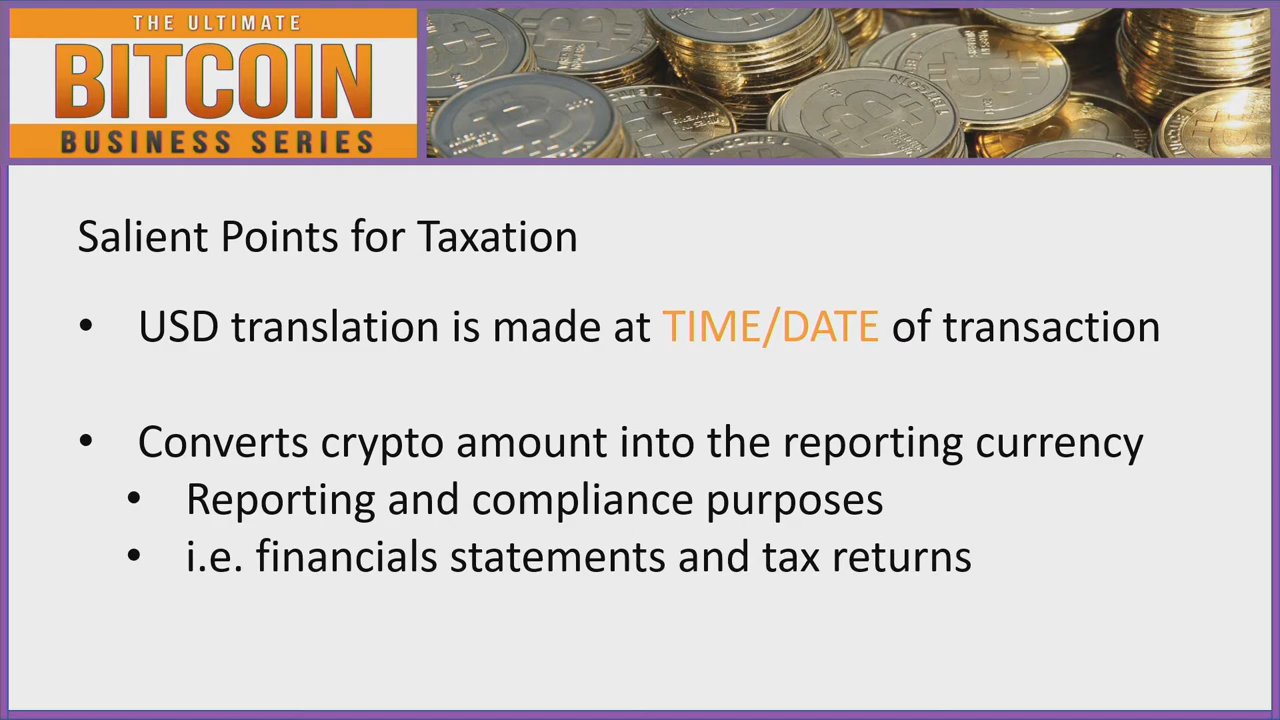 THE ULTIMATE
BITCOIN
BUSINESS SERIES
Salient Points for Taxation
• USD translation is made at TIME/DATE of transaction
• Converts crypto amount into the reporting currency
• Reporting and compliance purposes
• i.e. financials statements and tax returns